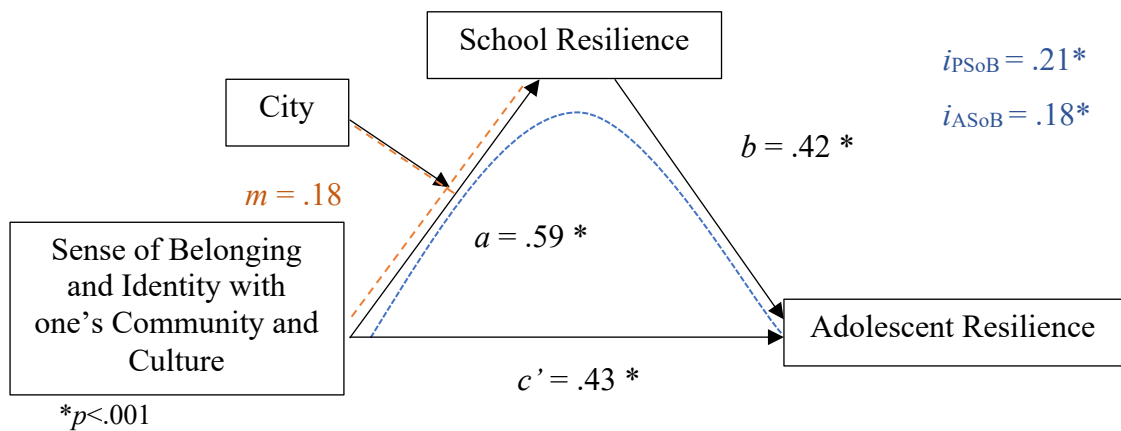 School Resilience
iPSoB = .21*
City
iASoB = .18*
b = .42 *
m = .18
a = .59 *
Sense of Belonging
and Identity with
one’s Community and
Culture
Adolescent Resilience
c’ = .43 *
*p<.001